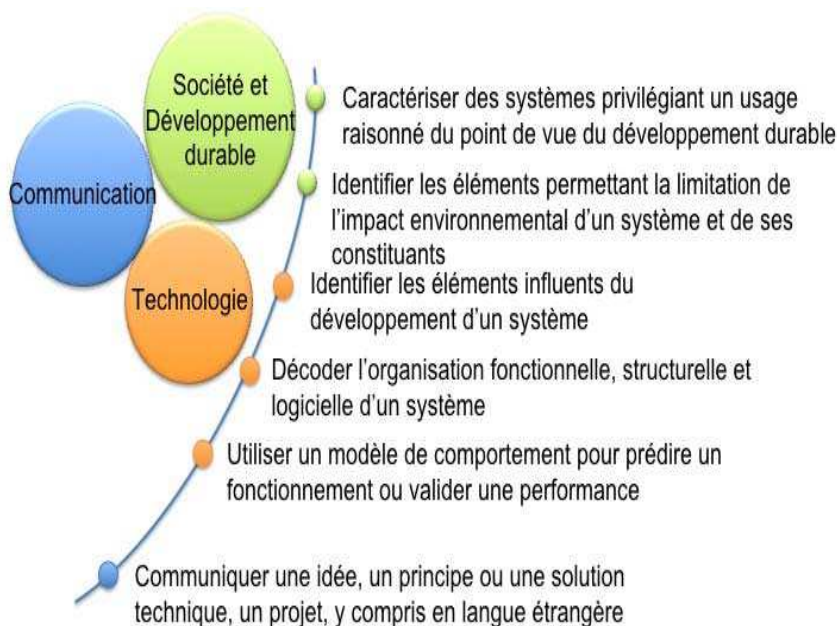 Société et
Développement
durable
Communication
Technologie
Caractériser des systèmes privilégiant un usage
raisonné du point de vue du développement durable
Identifier les éléments permettant la limitation de
l'impact environnemental d'un système et de ses
constituants
Identifier les éléments influents du
développement d'un système
Décoder l'organisation fonctionnelle, structurelle et
logicielle d'un système
Utiliser un modèle de comportement pour prédire un
fonctionnement ou valider une performance
Communiquer une idée, un principe ou une solution
technique, un projet, y compris en langue étrangère